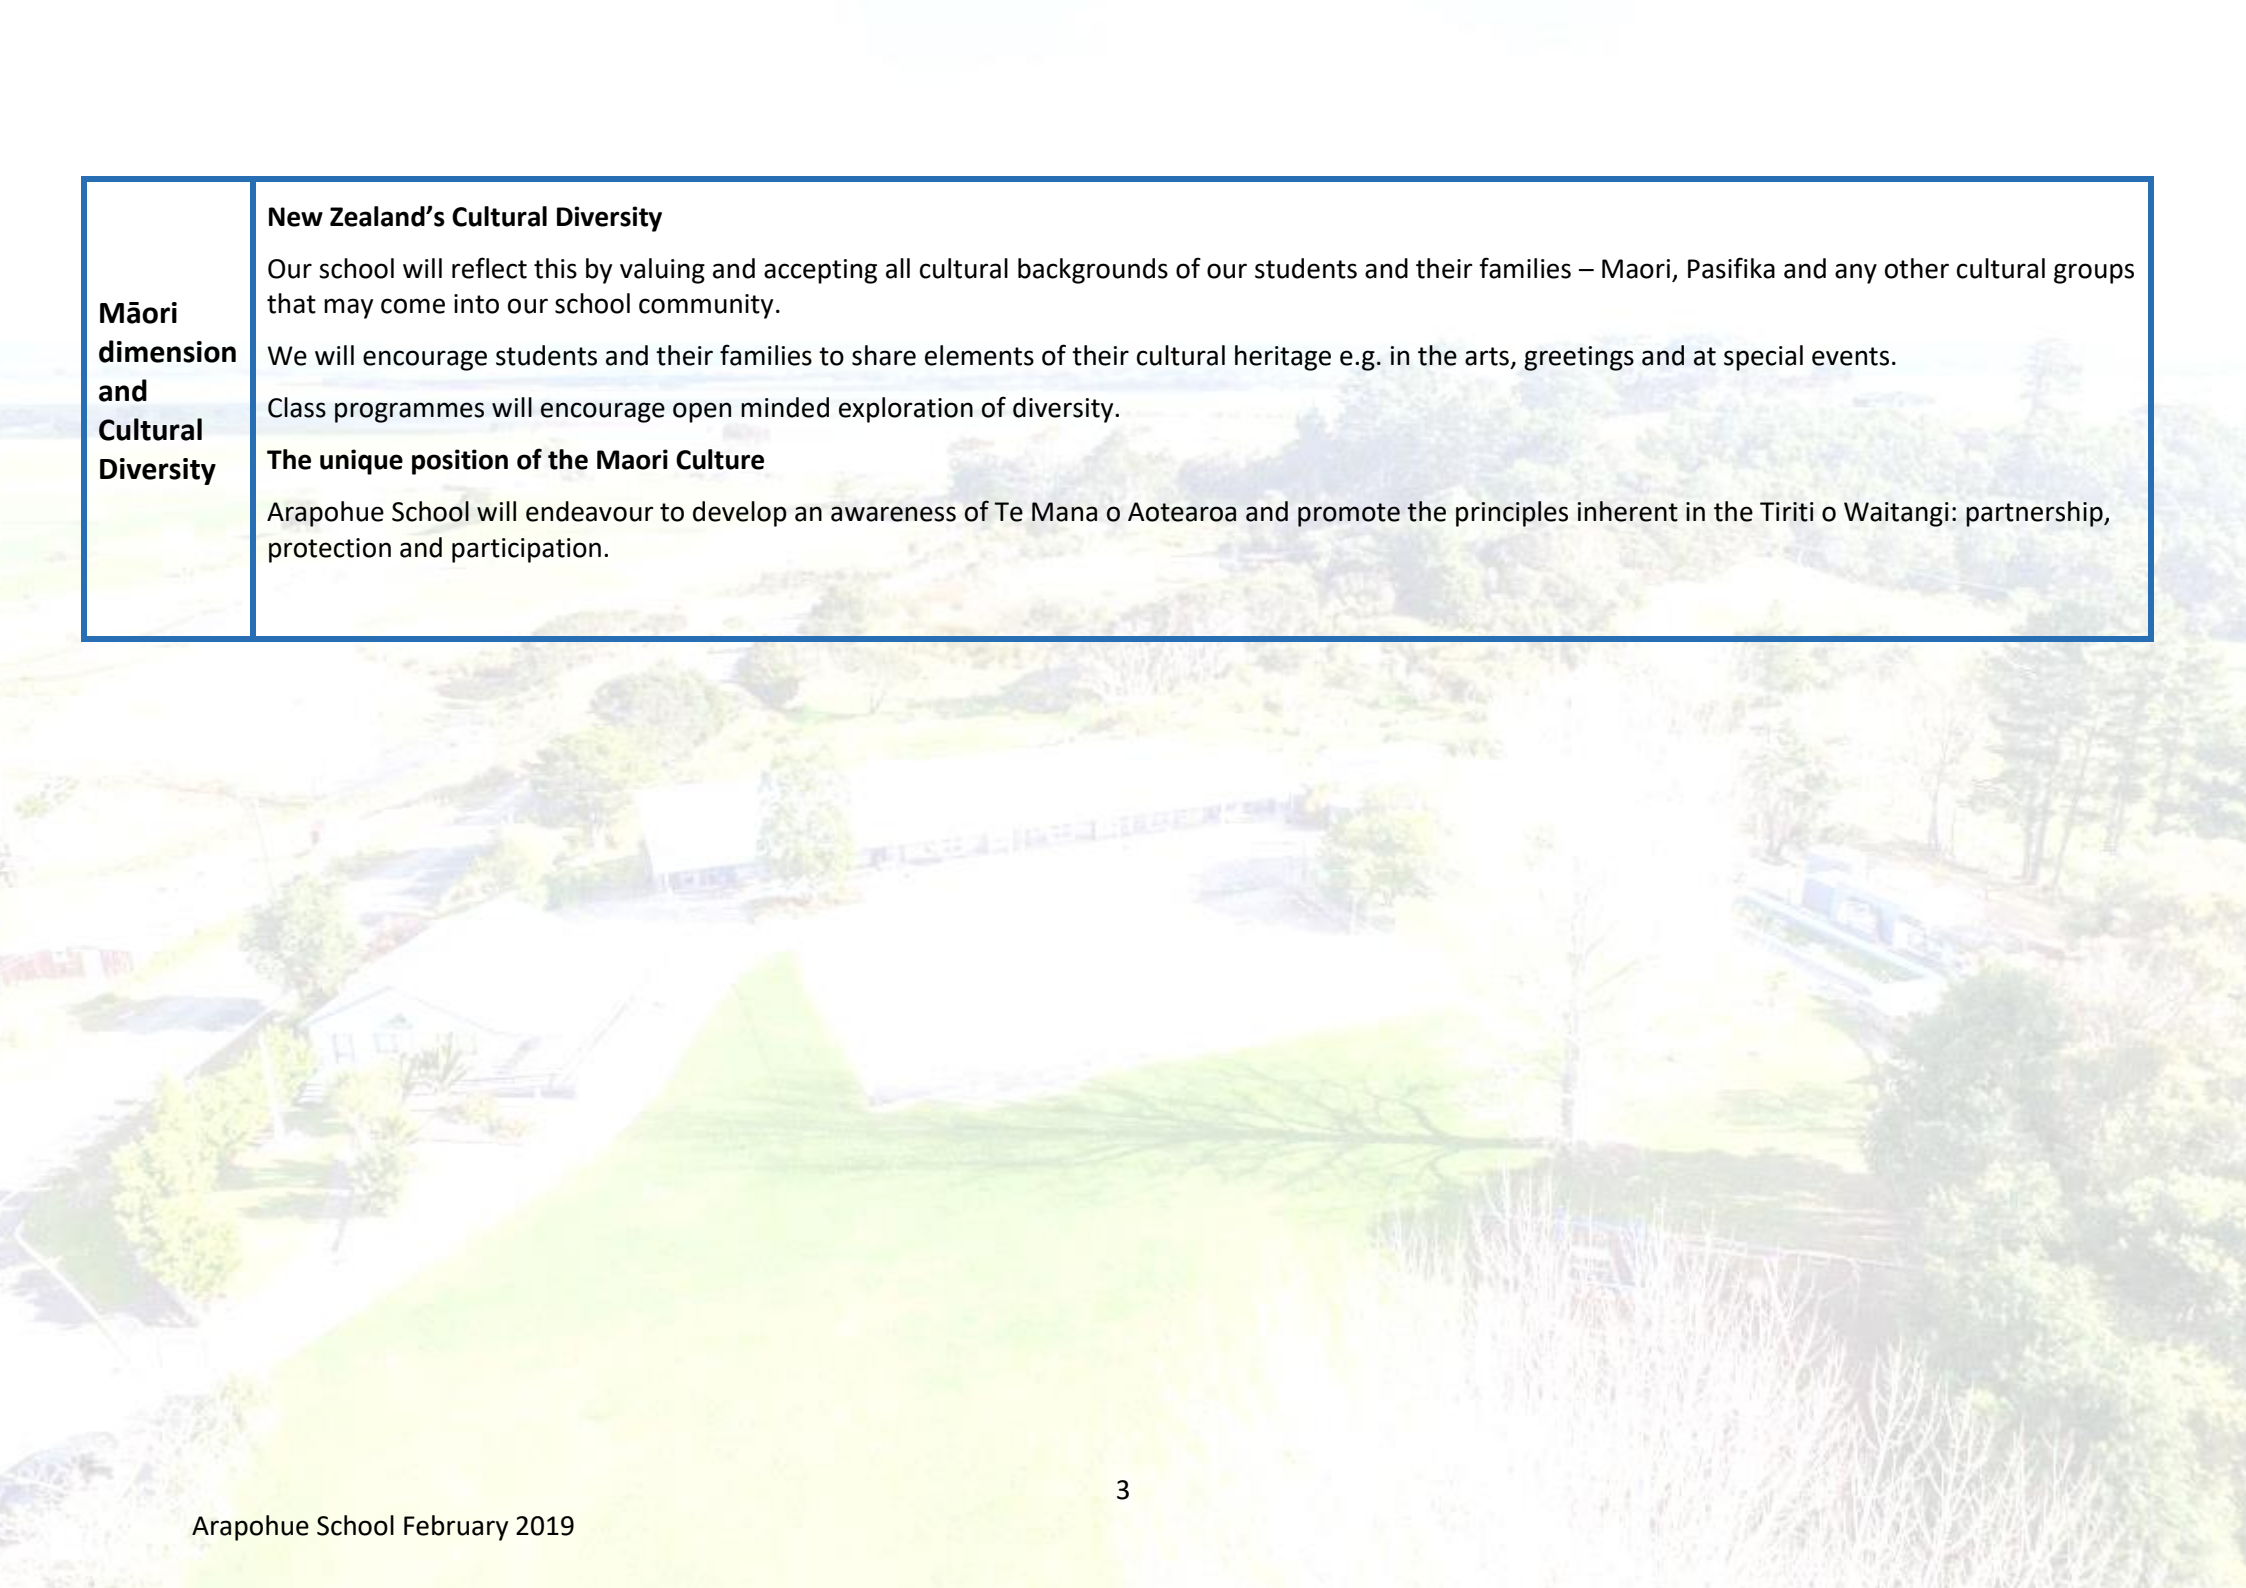 Māori
dimension
and
Cultural
Diversity
New Zealand’s Cultural Diversity
Our school will reflect this by valuing and accepting all cultural backgrounds of our students and their families – Maori, Pasifika and any other cultural groups
that may come into our school community.
We will encourage students and their families to share elements of their cultural heritage e.g. in the arts, greetings and at special events.
Class programmes will encourage open minded exploration of diversity.
The unique position of the Maori Culture
Arapohue School will endeavour to develop an awareness of Te Mana o Aotearoa and promote the principles inherent in the Tiriti o Waitangi: partnership,
protection and participation.
3
Arapohue School February 2019